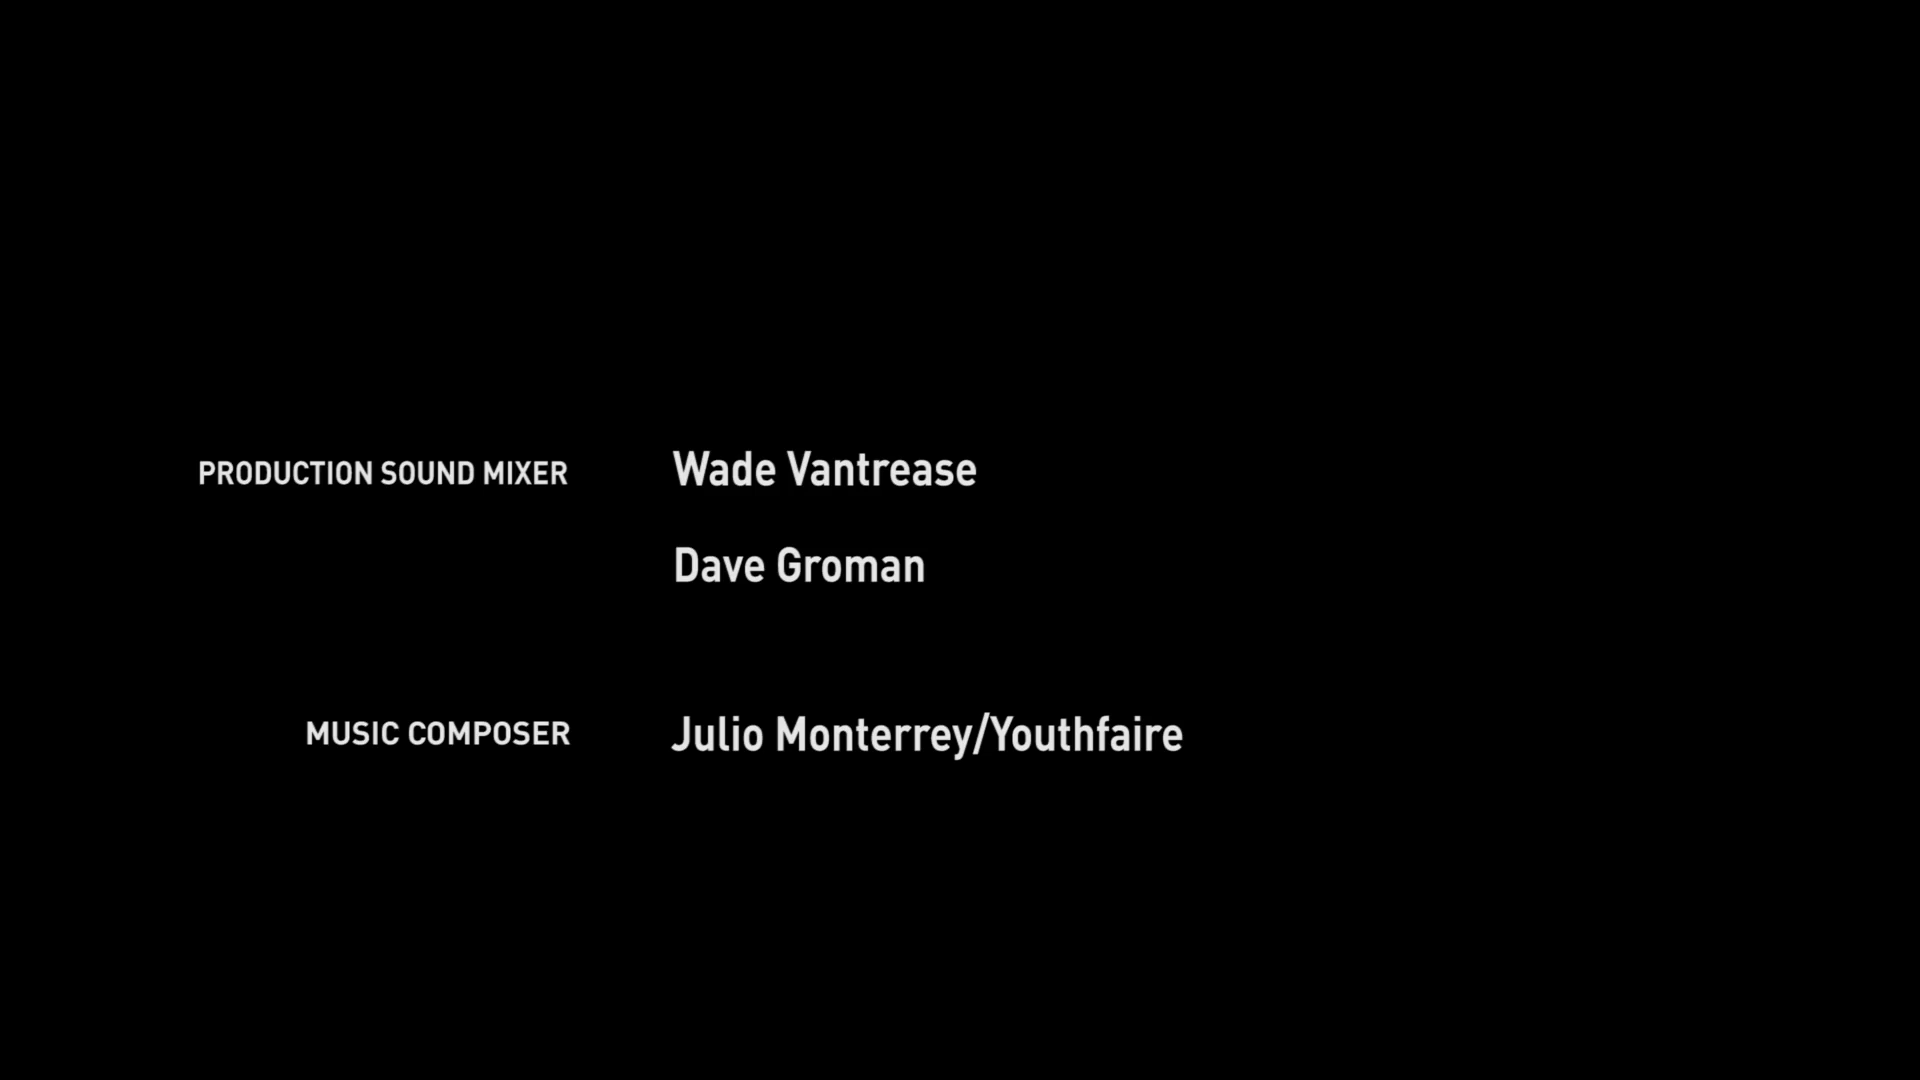 PRODUCTION SOUND MIXER Wade Vantrease
Dave Groman
MUSIC COMPOSER Julio Monterrey/Youthfaire